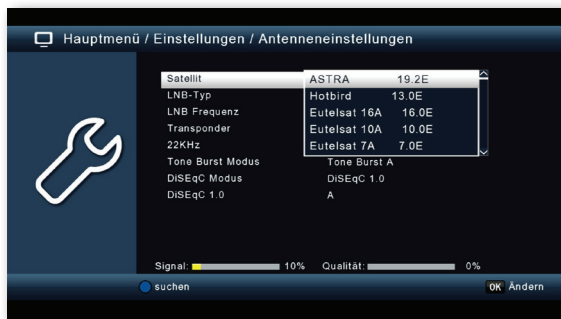 Hauptmenü / Einstellungen / Antenneneinstellungen
Satellit ASTRA 19.2E
LNB-Typ Hotbird 13.0E
LNB Frequenz Eutelsat 16A 16.0E
Transponder Eutelsat 10A 10.0E
22KHz Eutelsat 7A 7.0E
Tone Burst Modus Tone Burst A
DiSEqC Modus DiSEqC 1.0
DiSEqC 1.0 A
Signal: 10% Qualität: 0%
suchen OK Ändern